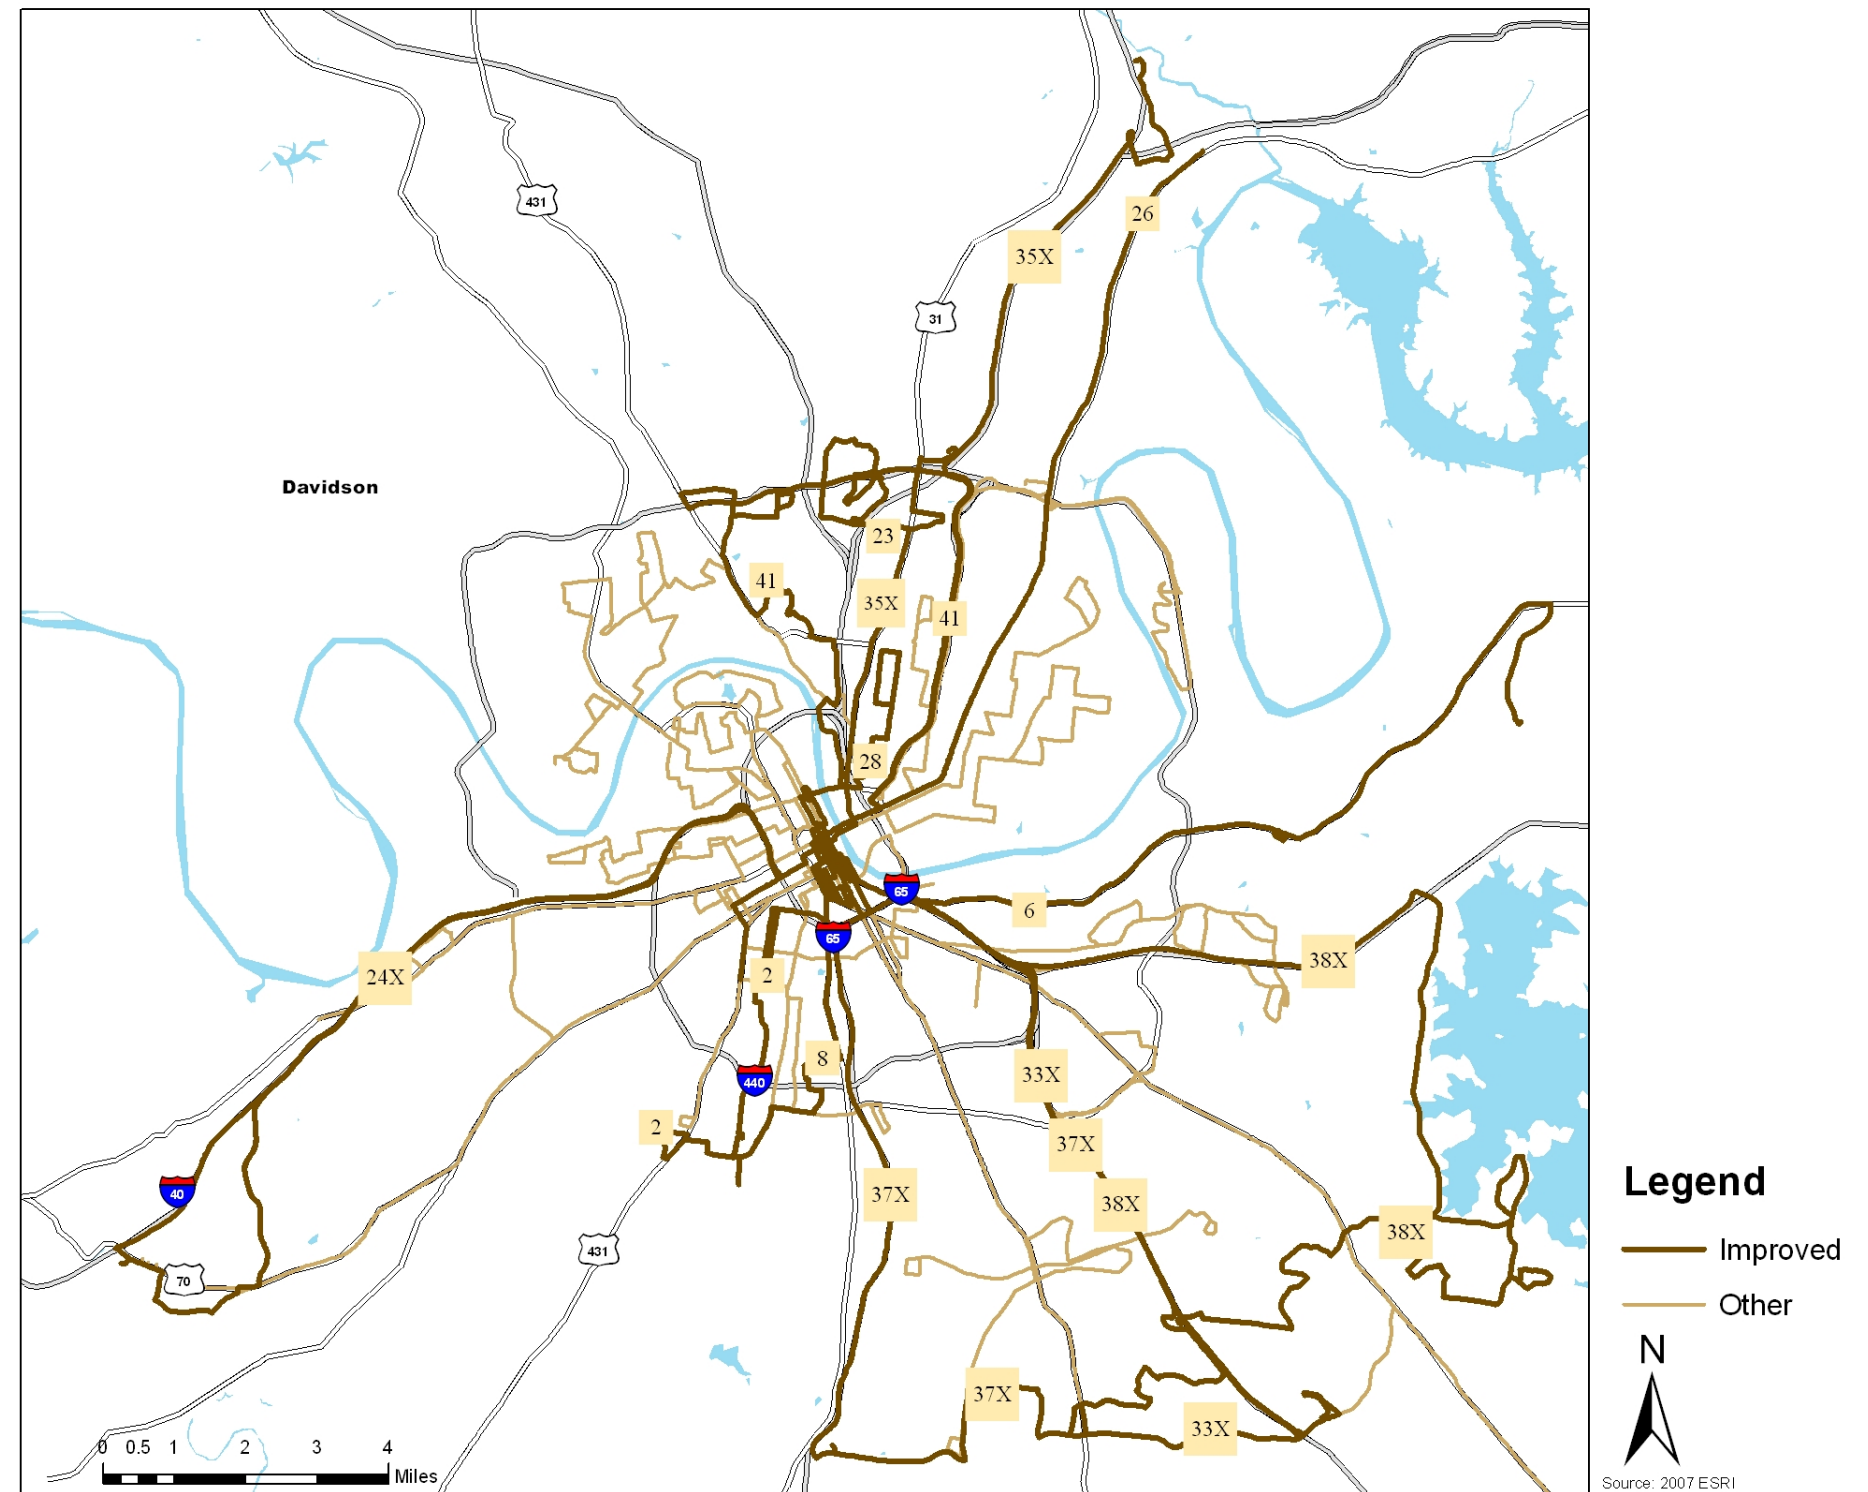 431
26
35X
31
Davidson
23
41
35X
41
28
65
6
65
38X
2
24X
8
33X
440
2
37X
40
37X
38X
38X
431
70
37X
33X
0 0.5 1 2 3 4
Miles
Legend
Improved
Other
N
Source: 2007 ESRI